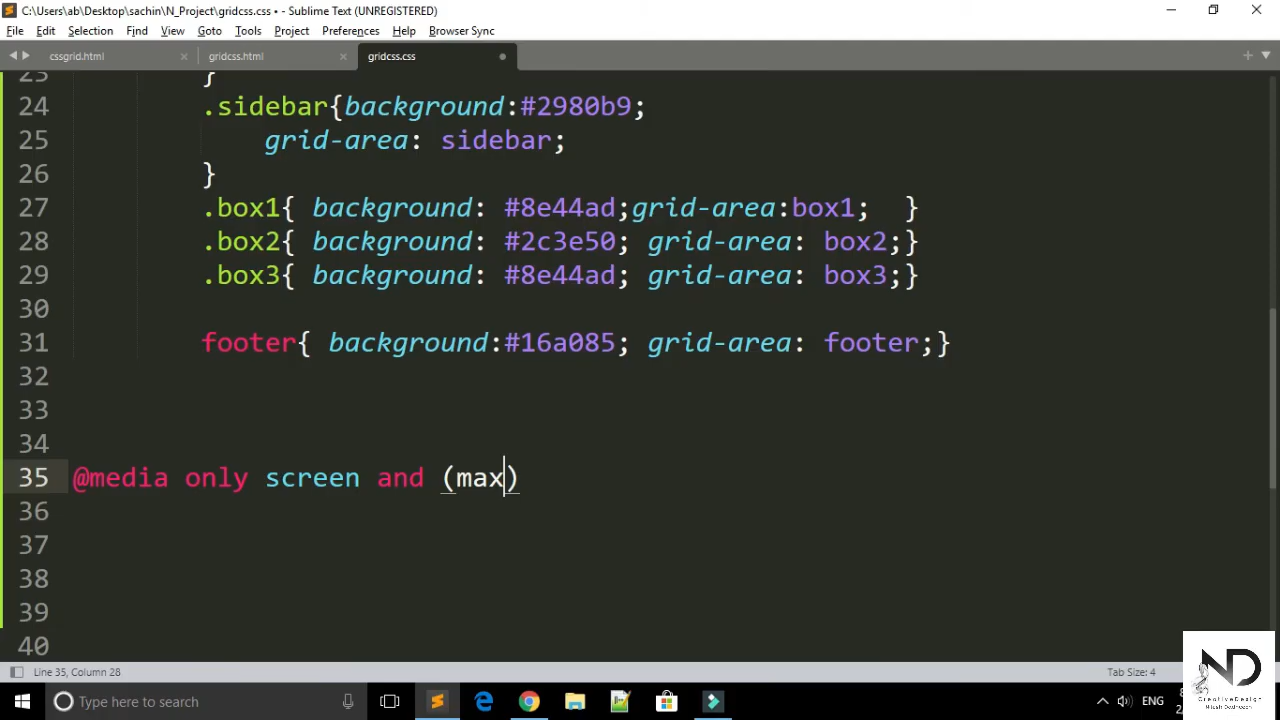 C:\Users\ab\Desktop\sachin\N_Project\gridcss.css • - Sublime Text (UNREGISTERED)
File Edit Selection Find View Goto Tools Project Preferences Help Browser Sync
cssgrid.html gridcss.html gridcss.css
23 }
24 .sidebar{background:#2980b9;
25 grid-area: sidebar;
26 }
27 .box1{ background: #8e44ad;grid-area:box1; }
28 .box2{ background: #2c3e50; grid-area: box2;}
29 .box3{ background: #8e44ad; grid-area: box3;}
30
31 footer{ background:#16a085; grid-area: footer;}
32
33
34
35 @media only screen and (max)
36
37
38
39
40
Line 35, Column 28 Tab Size: 4
Type here to search ENG
ND
CreativeDesign